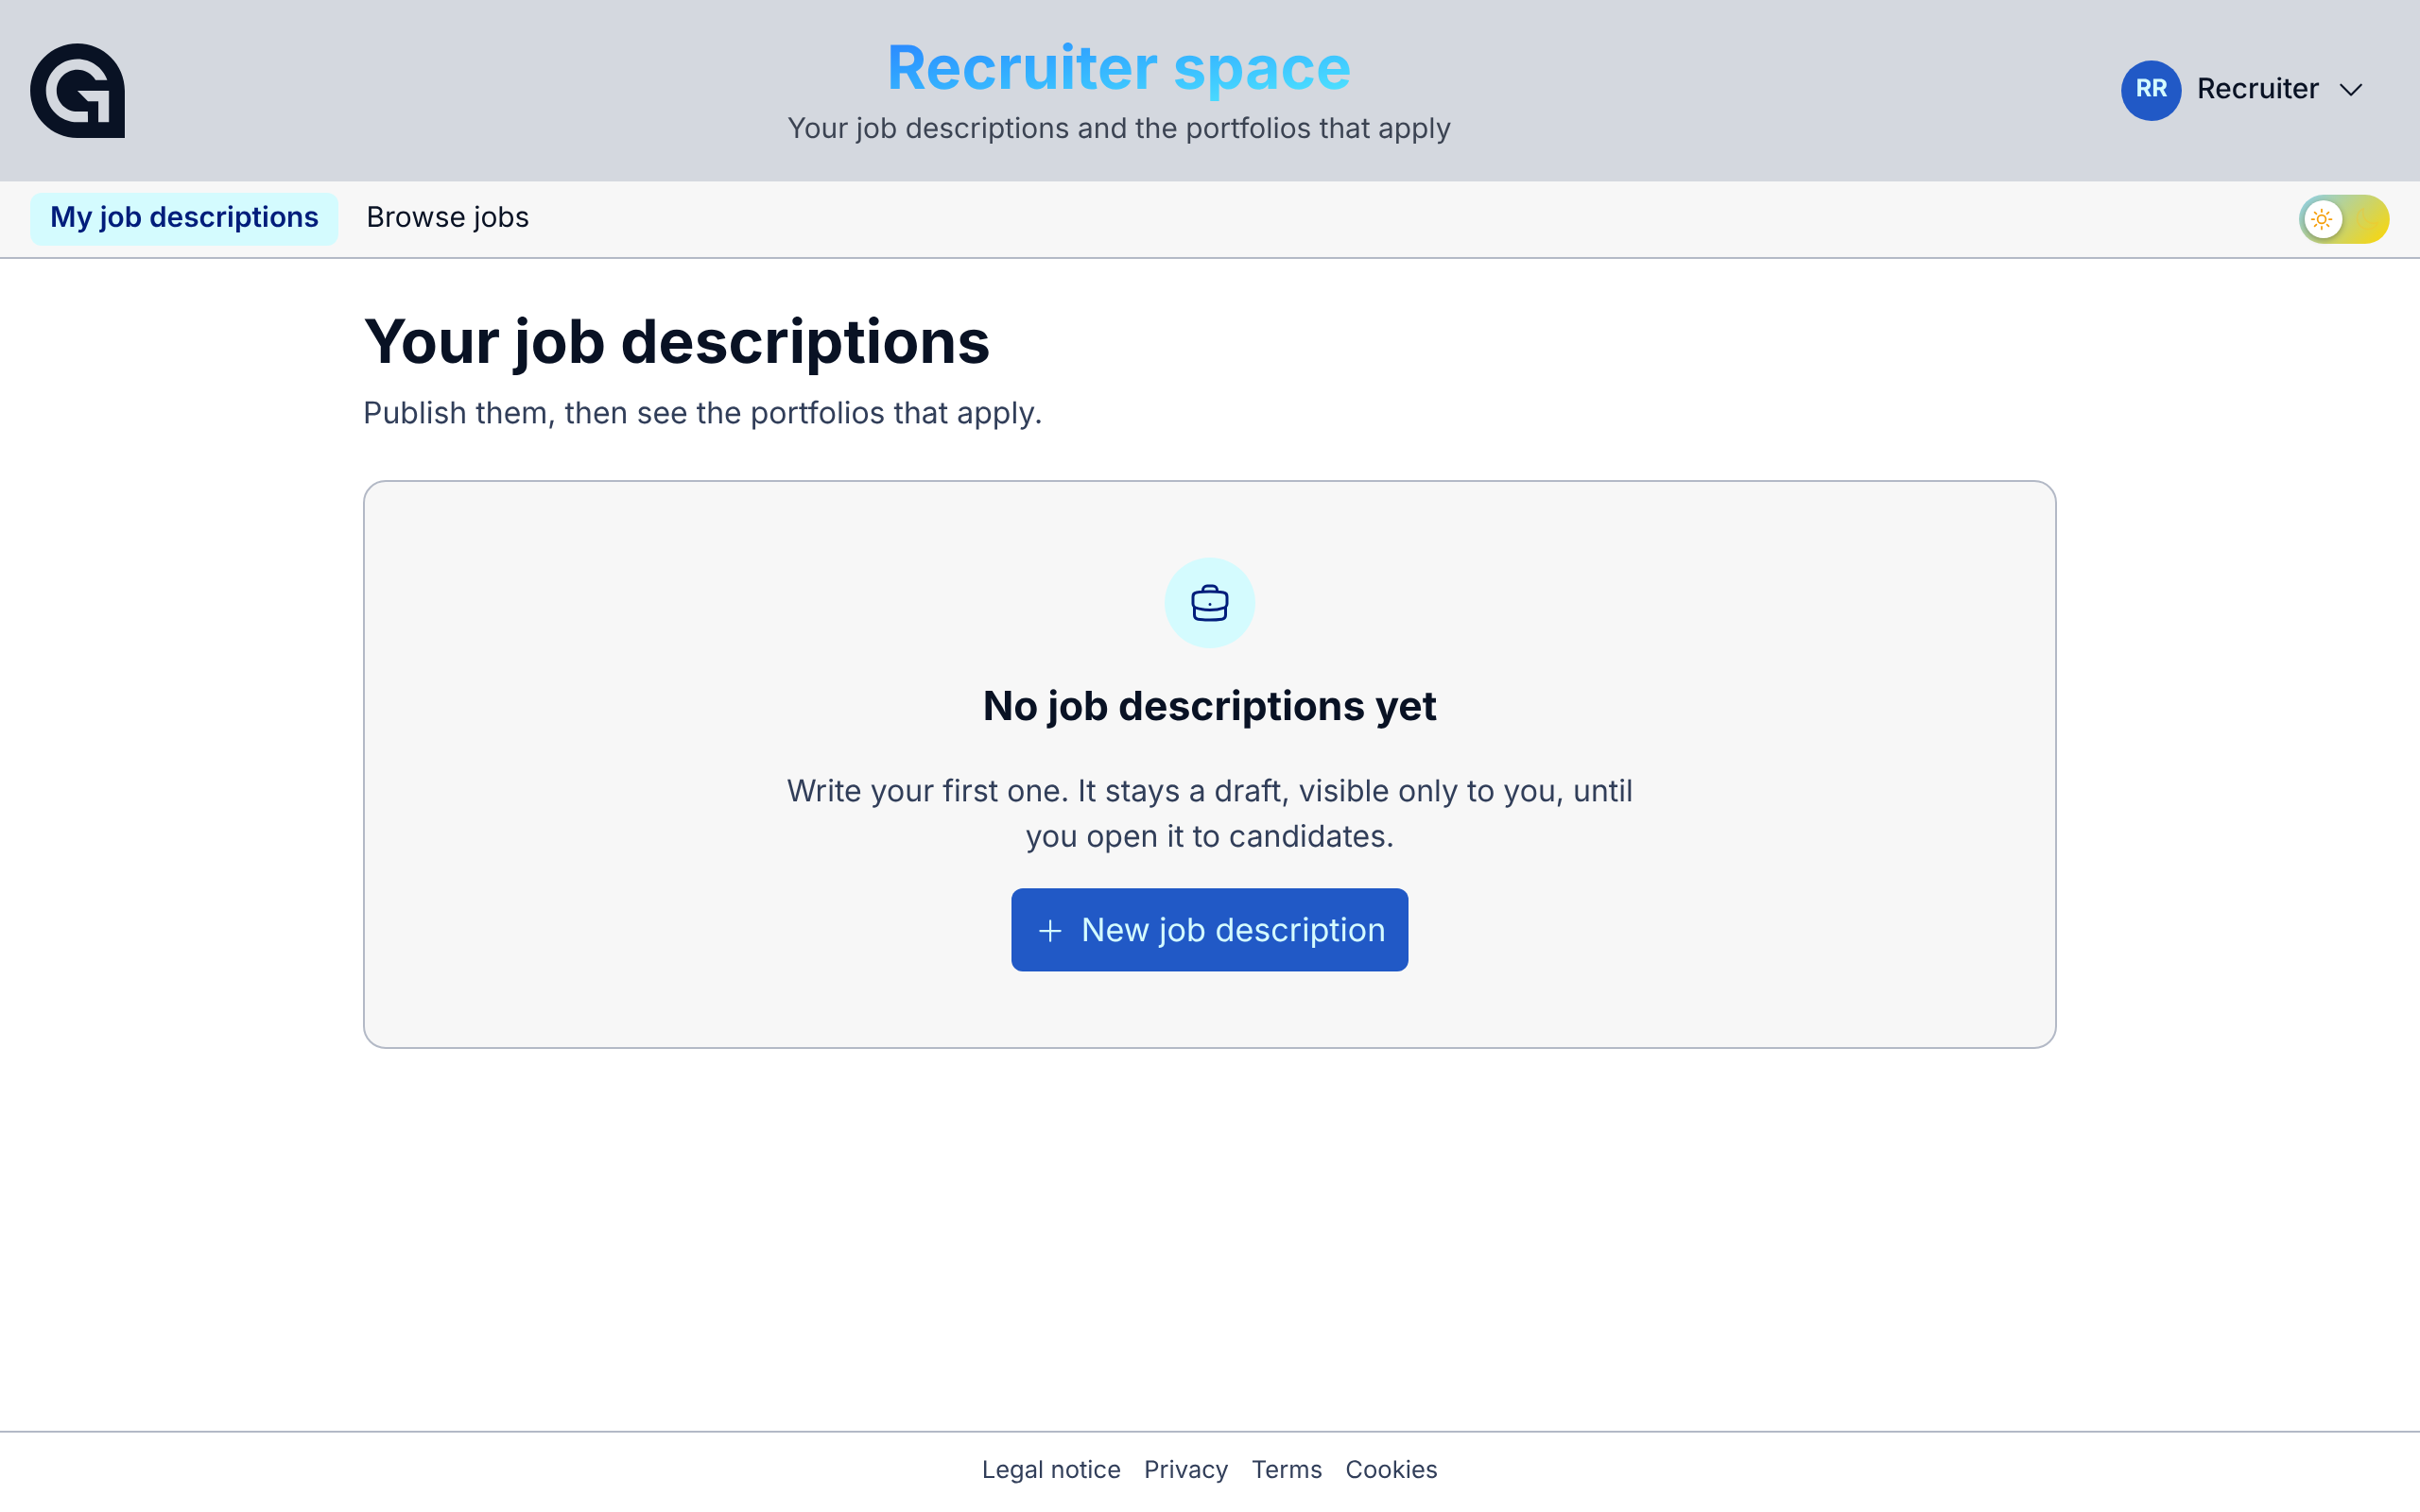 Recruiter space
Your job descriptions and the portfolios that apply
RR Recruiter
My job descriptions
Browse jobs
Your job descriptions
Publish them, then see the portfolios that apply.
No job descriptions yet
Write your first one. It stays a draft, visible only to you, until
you open it to candidates.
+ New job description
Legal notice Privacy Terms Cookies